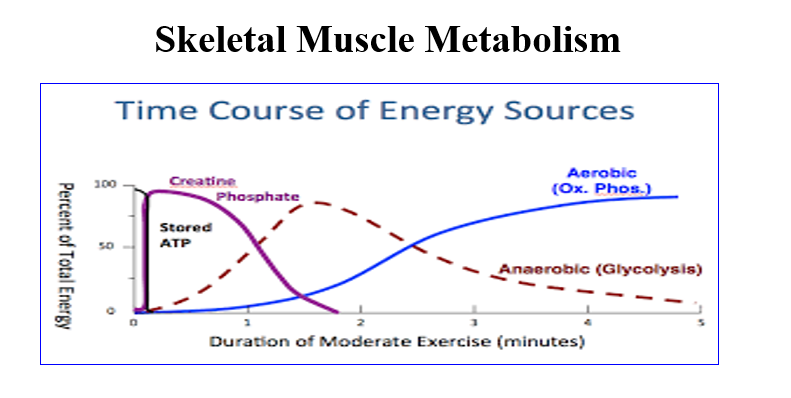 Skeletal Muscle Metabolism
Time Course of Energy Sources
Creatine
Phosphate
Aerobic
(Ox. Phos.)
Stored
ATP
Anaerobic (Glycolysis)
Percent of Total Energy
100
50
0
0 1 2 3 4 5
Duration of Moderate Exercise (minutes)